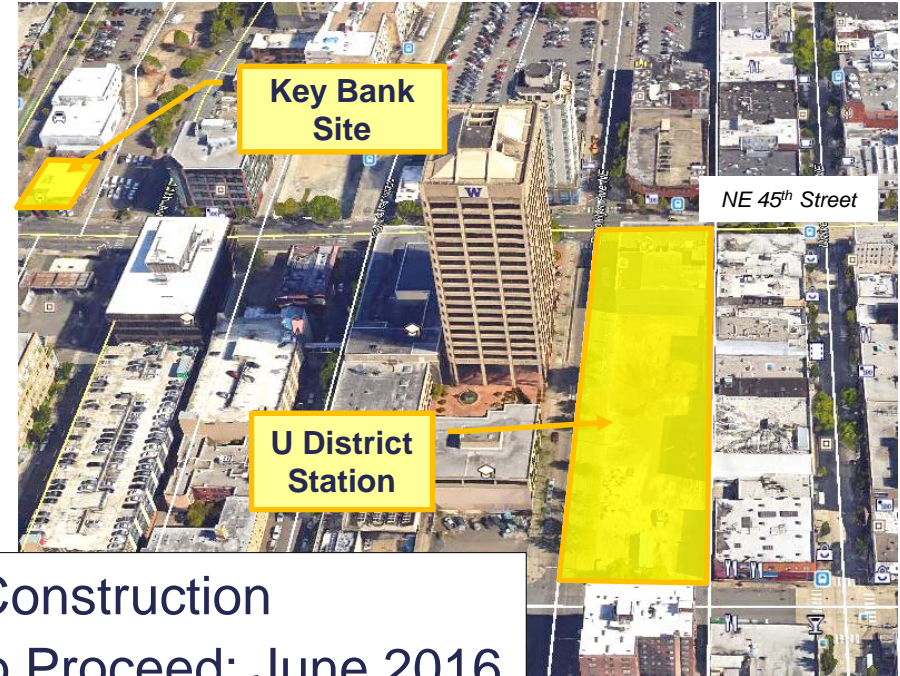 Key Bank
Site
W
NE 45th Street
U District
Station
Construction
Proceed: June 2016